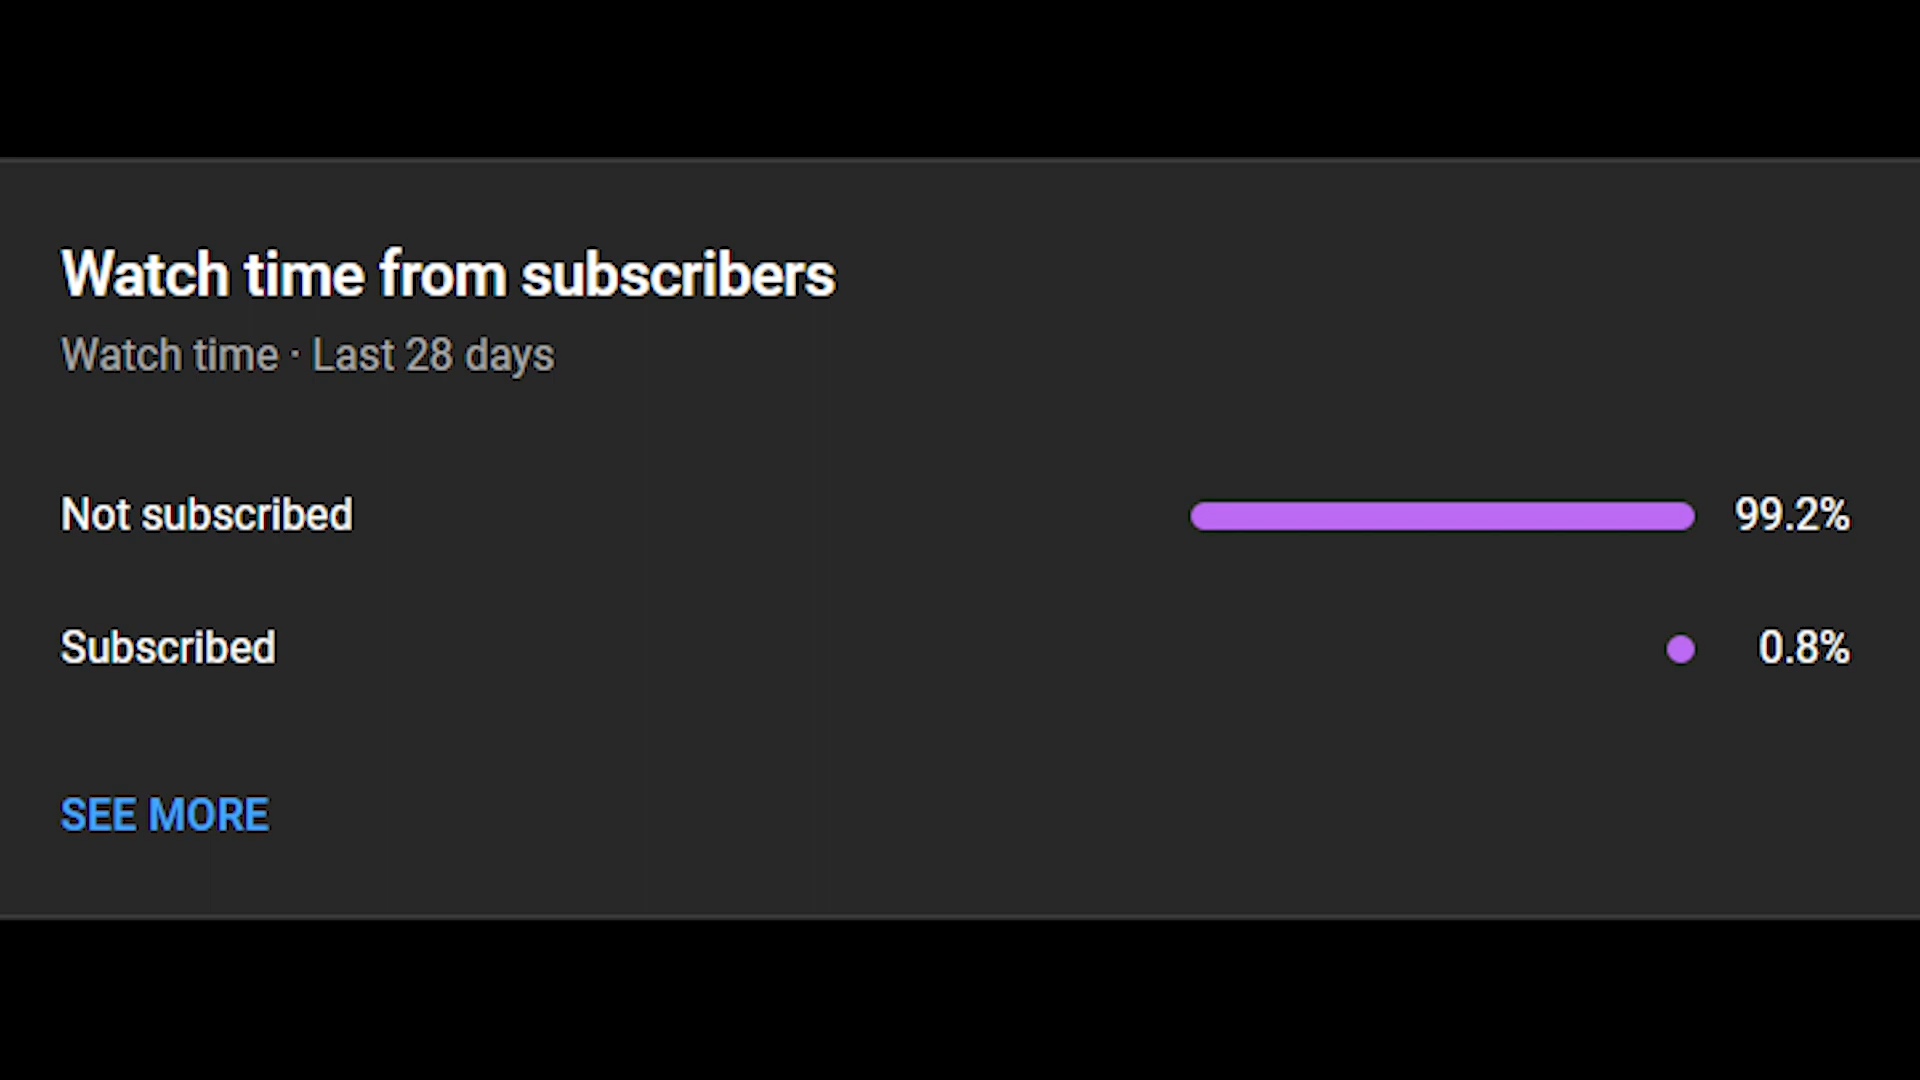 Watch time from subscribers
Watch time · Last 28 days
Not subscribed 99.2%
Subscribed 0.8%
SEE MORE